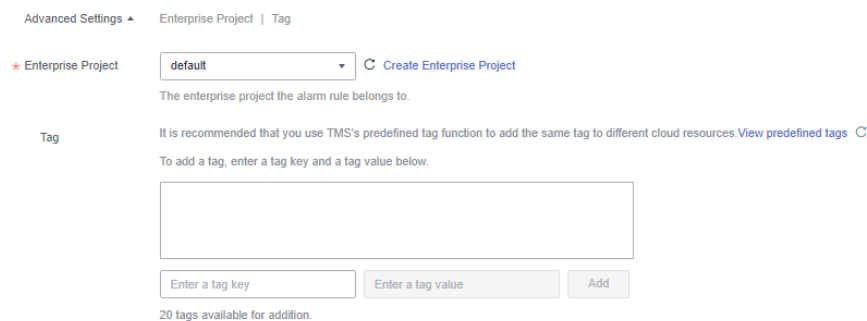 Advanced Settings ▲ Enterprise Project | Tag
* Enterprise Project default Create Enterprise Project
The enterprise project the alarm rule belongs to.
Tag It is recommended that you use TMS's predefined tag function to add the same tag to different cloud resources.View predefined tags
To add a tag, enter a tag key and a tag value below.
Enter a tag key Enter a tag value Add
20 tags available for addition.